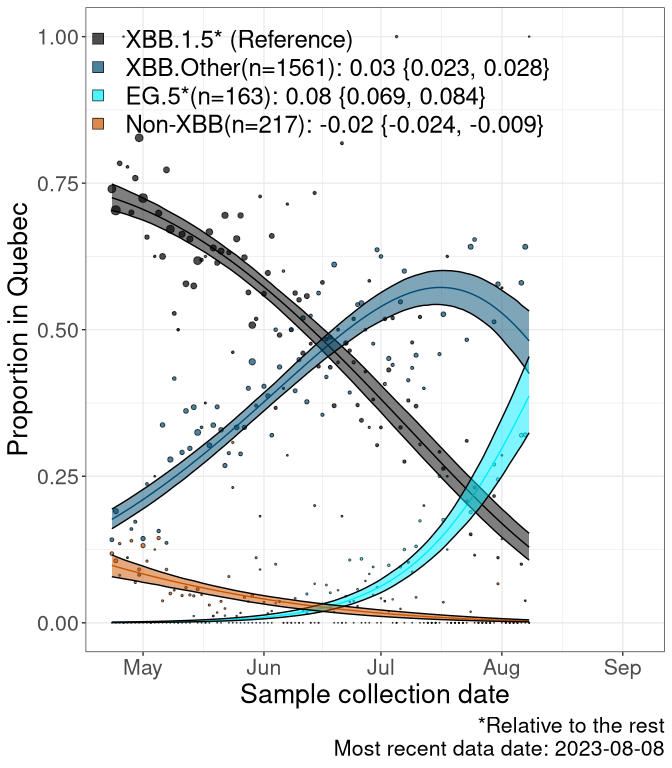 XBB.1.5* (Reference)
XBB.Other(n=1561): 0.03 {0.023, 0.028}
EG.5*(n=163): 0.08 {0.069, 0.084}
Non-XBB(n=217): -0.02 {-0.024, -0.009}
Proportion in Quebec
1.00
0.75
0.50
0.25
0.00
May Jun Jul Aug Sep
Sample collection date
*Relative to the rest
Most recent data date: 2023-08-08